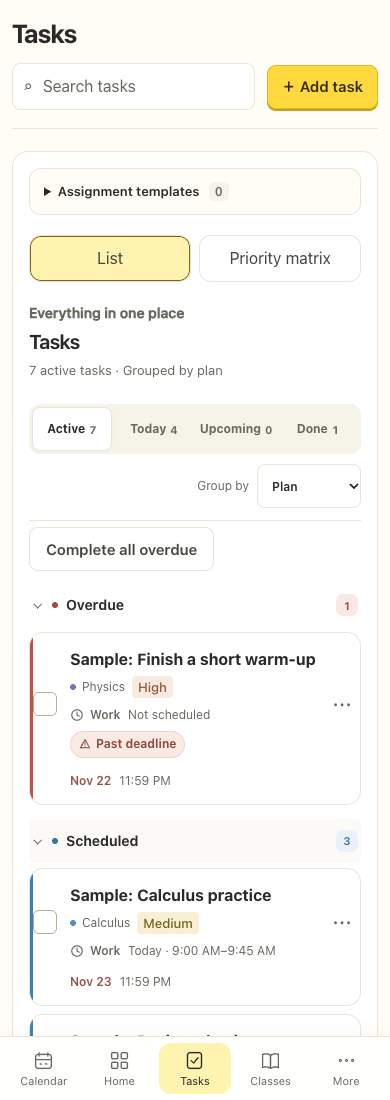 Tasks
Search tasks
+ Add task
Assignment templates 0
List
Priority matrix
Everything in one place
Tasks
7 active tasks · Grouped by plan
Active 7
Today 4
Upcoming 0
Done 1
Group by
Plan
Complete all overdue
Overdue
1
Sample: Finish a short warm-up
Physics High
Work Not scheduled
Past deadline
Nov 22 11:59 PM
Scheduled
3
Sample: Calculus practice
Calculus Medium
Work Today · 9:00 AM–9:45 AM
Nov 23 11:59 PM
Calendar
Home
Tasks
Classes
More